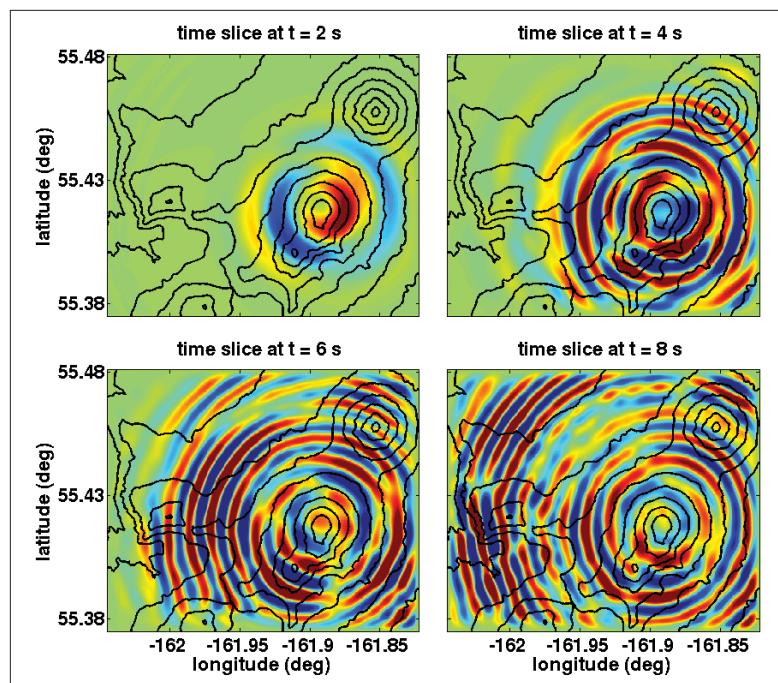 time slice at t = 2 s
time slice at t = 4 s
55.48
55.43
55.38
latitude (deg)
time slice at t = 6 s
time slice at t = 8 s
55.48
55.43
55.38
latitude (deg)
-162 -161.95 -161.9 -161.85
longitude (deg)
-162 -161.95 -161.9 -161.85
longitude (deg)